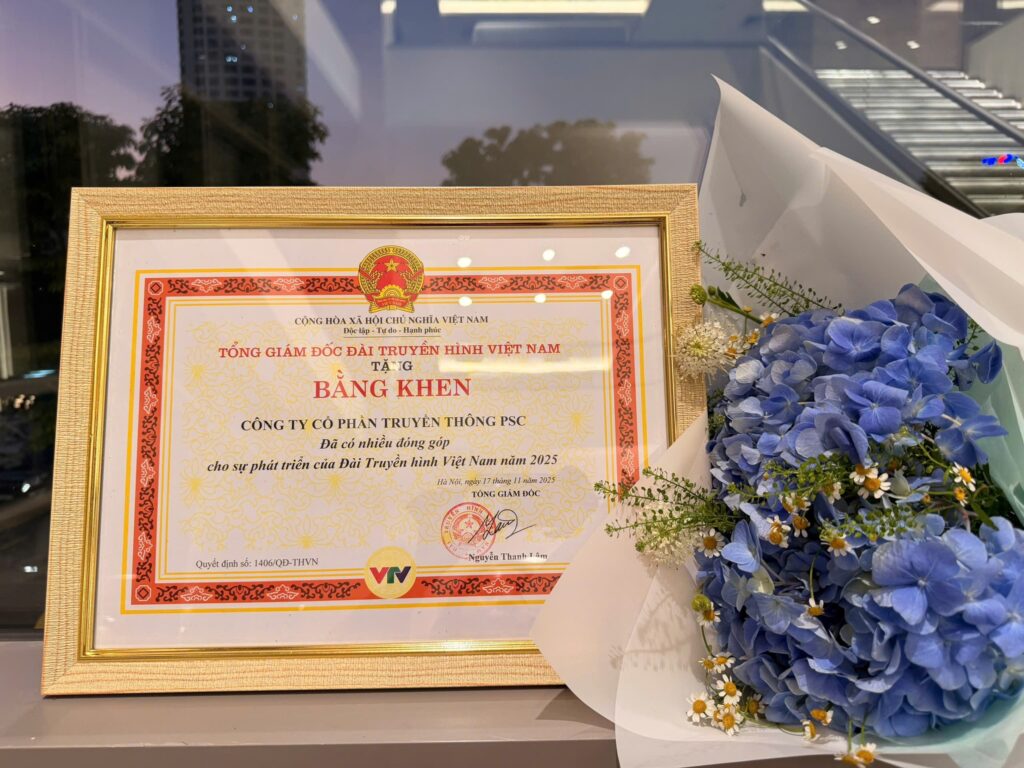 CỘNG HÒA XÃ HỘI CHỦ NGHĨA VIỆT NAM
Độc lập - Tự do - Hạnh phúc
TỔNG GIÁM ĐỐC ĐÀI TRUYỀN HÌNH VIỆT NAM
TẶNG
BẰNG KHEN
CÔNG TY CỔ PHẦN TRUYỀN THÔNG PSC
Đã có nhiều đóng góp
cho sự phát triển của Đài Truyền hình Việt Nam năm 2025
Hà Nội, ngày 17 tháng 11 năm 2025
TỔNG GIÁM ĐỐC
Nguyễn Thanh Lâm
Quyết định số: 1406/QĐ-THVN
VTV